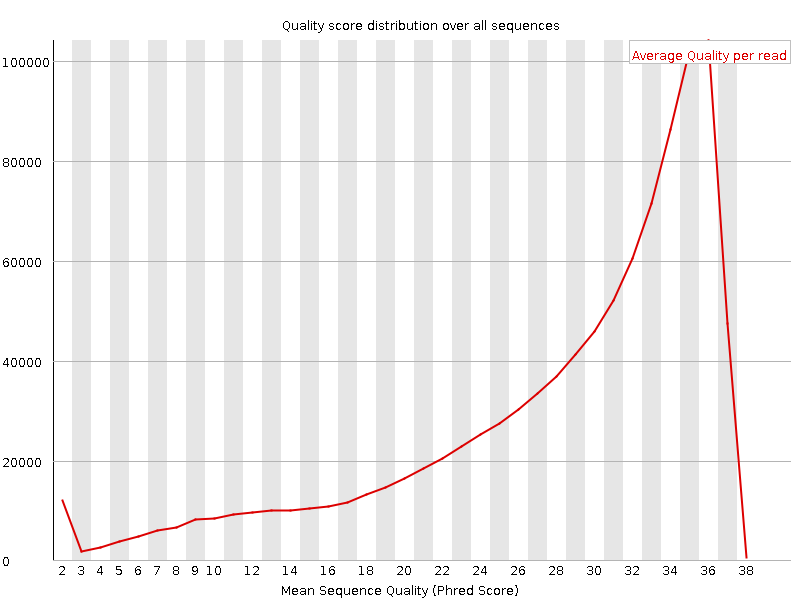 Quality score distribution over all sequences
Average Quality per read
100000
80000
60000
40000
20000
0
2 3 4 5 6 7 8 9 10 12 14 16 18 20 22 24 26 28 30 32 34 36 38
Mean Sequence Quality (Phred Score)